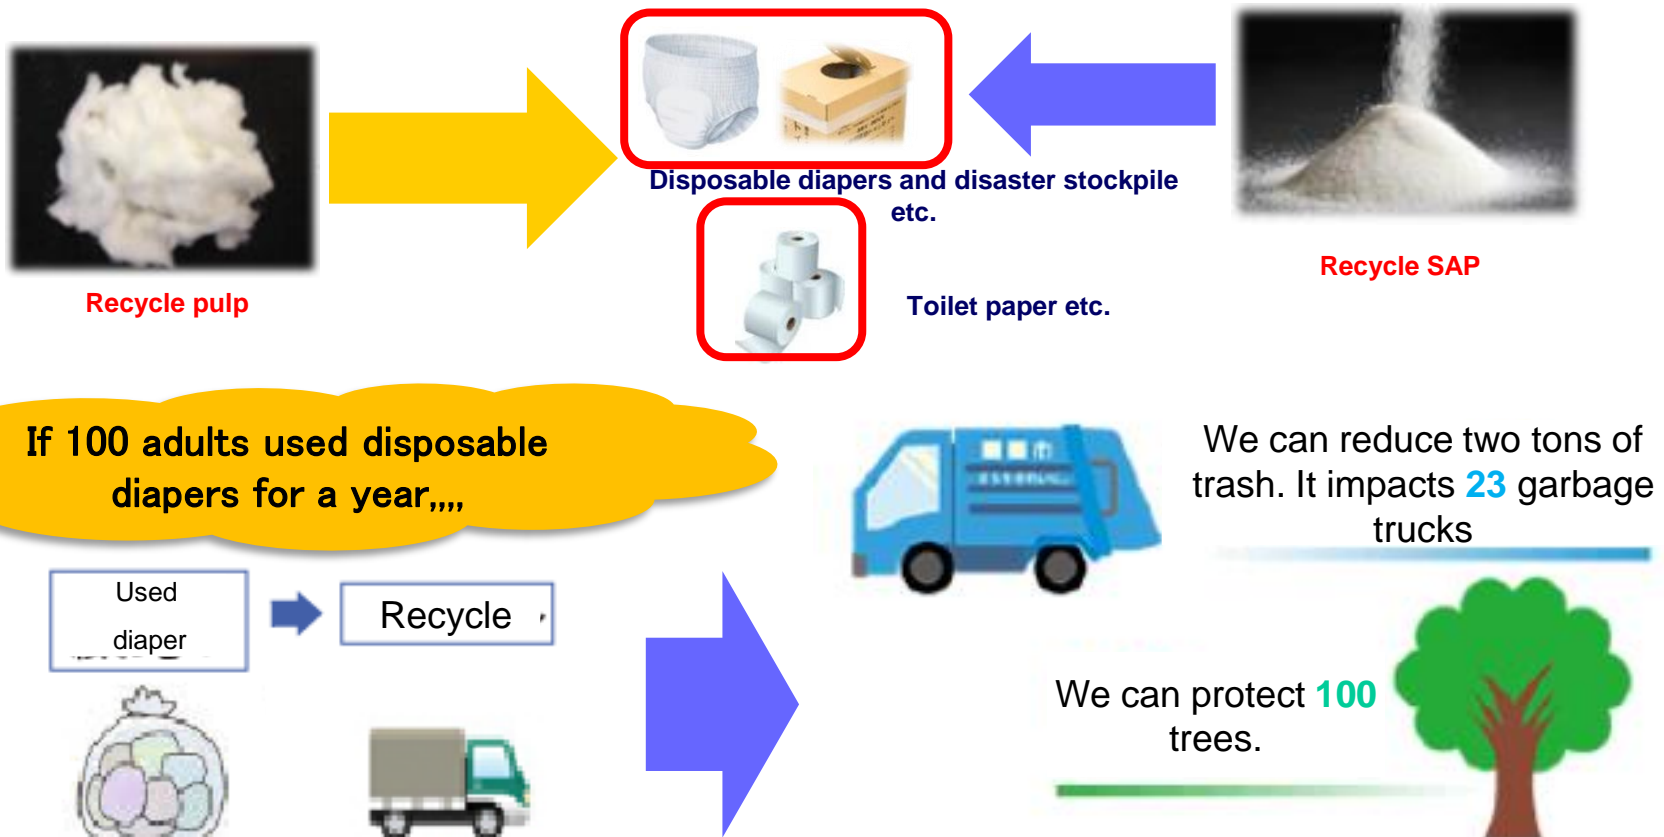 Disposable diapers and disaster stockpile
etc.
Recycle SAP
Recycle pulp
Toilet paper etc.
If 100 adults used disposable
diapers for a year,,,,
We can reduce two tons of
trash. It impacts 23 garbage
trucks
Used
diaper
Recycle
We can protect 100
trees.